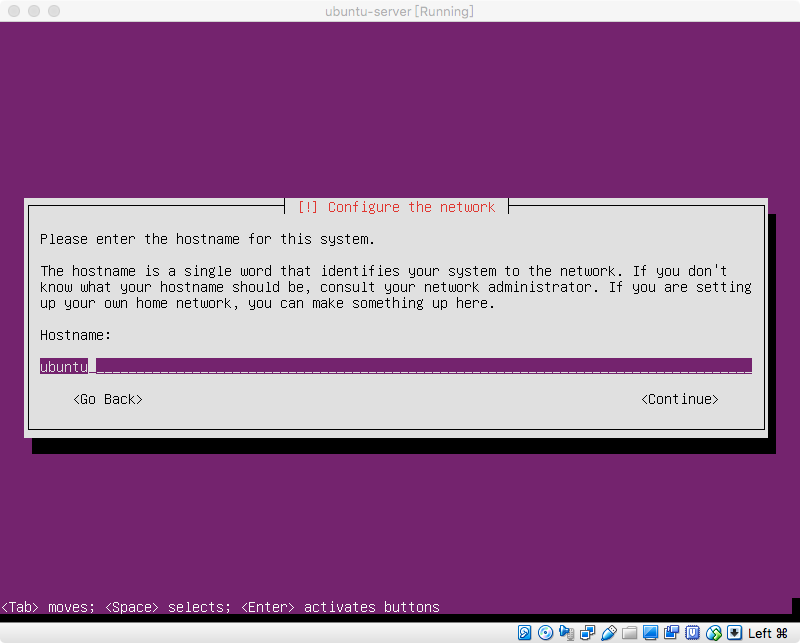 ubuntu-server [Running]
[!] Configure the network
Please enter the hostname for this system.
The hostname is a single word that identifies your system to the network. If you don't
know what your hostname should be, consult your network administrator. If you are setting
up your own home network, you can make something up here.
Hostname:
ubuntu
<Go Back> <Continue>
<Tab> moves; <Space> selects; <Enter> activates buttons
Left ⌘